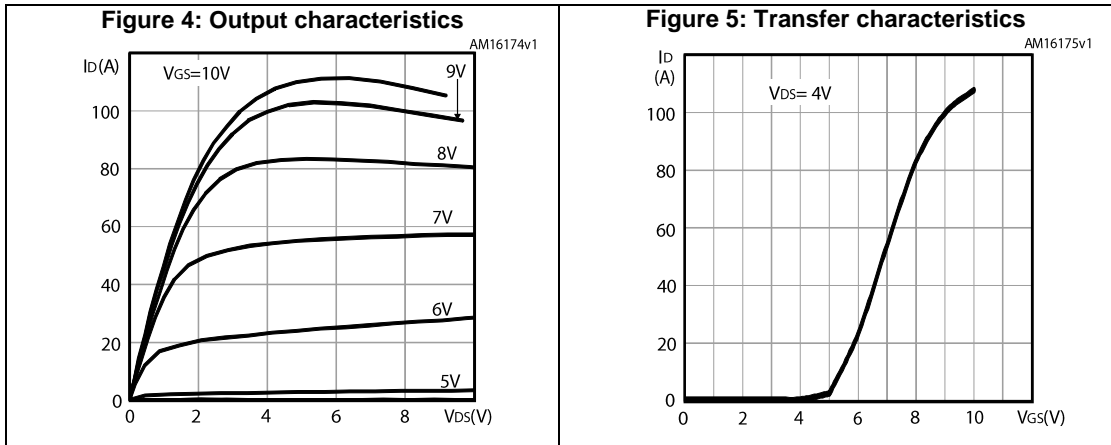 Figure 4: Output characteristics
AM16174v1
ID(A)
VGS=10V
9V
100
8V
80
7V
60
40
6V
20
5V
0
0 2 4 6 8 VDS(V)
Figure 5: Transfer characteristics
AM16175v1
ID
(A)
VDS= 4V
100
80
60
40
20
0
0 2 4 6 8 10 VGS(V)